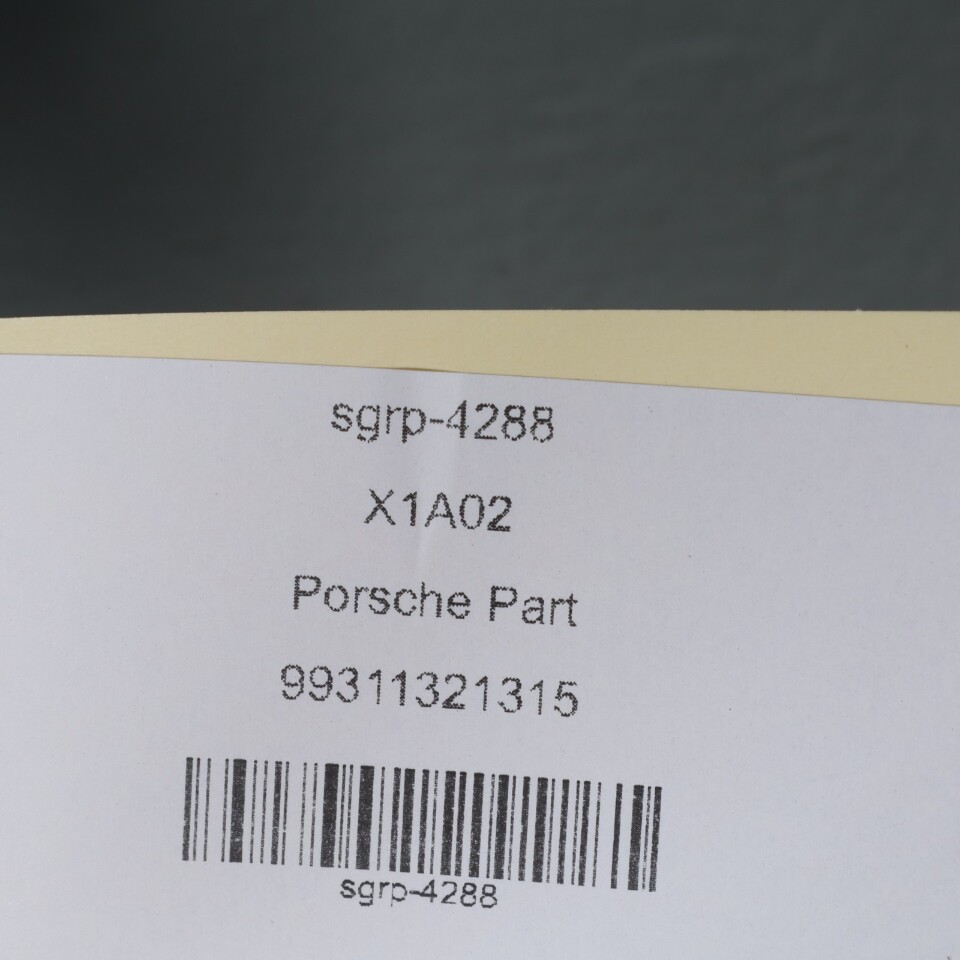 sgrp-4288
X1A02
Porsche Part
99311321315
sgrp-4288